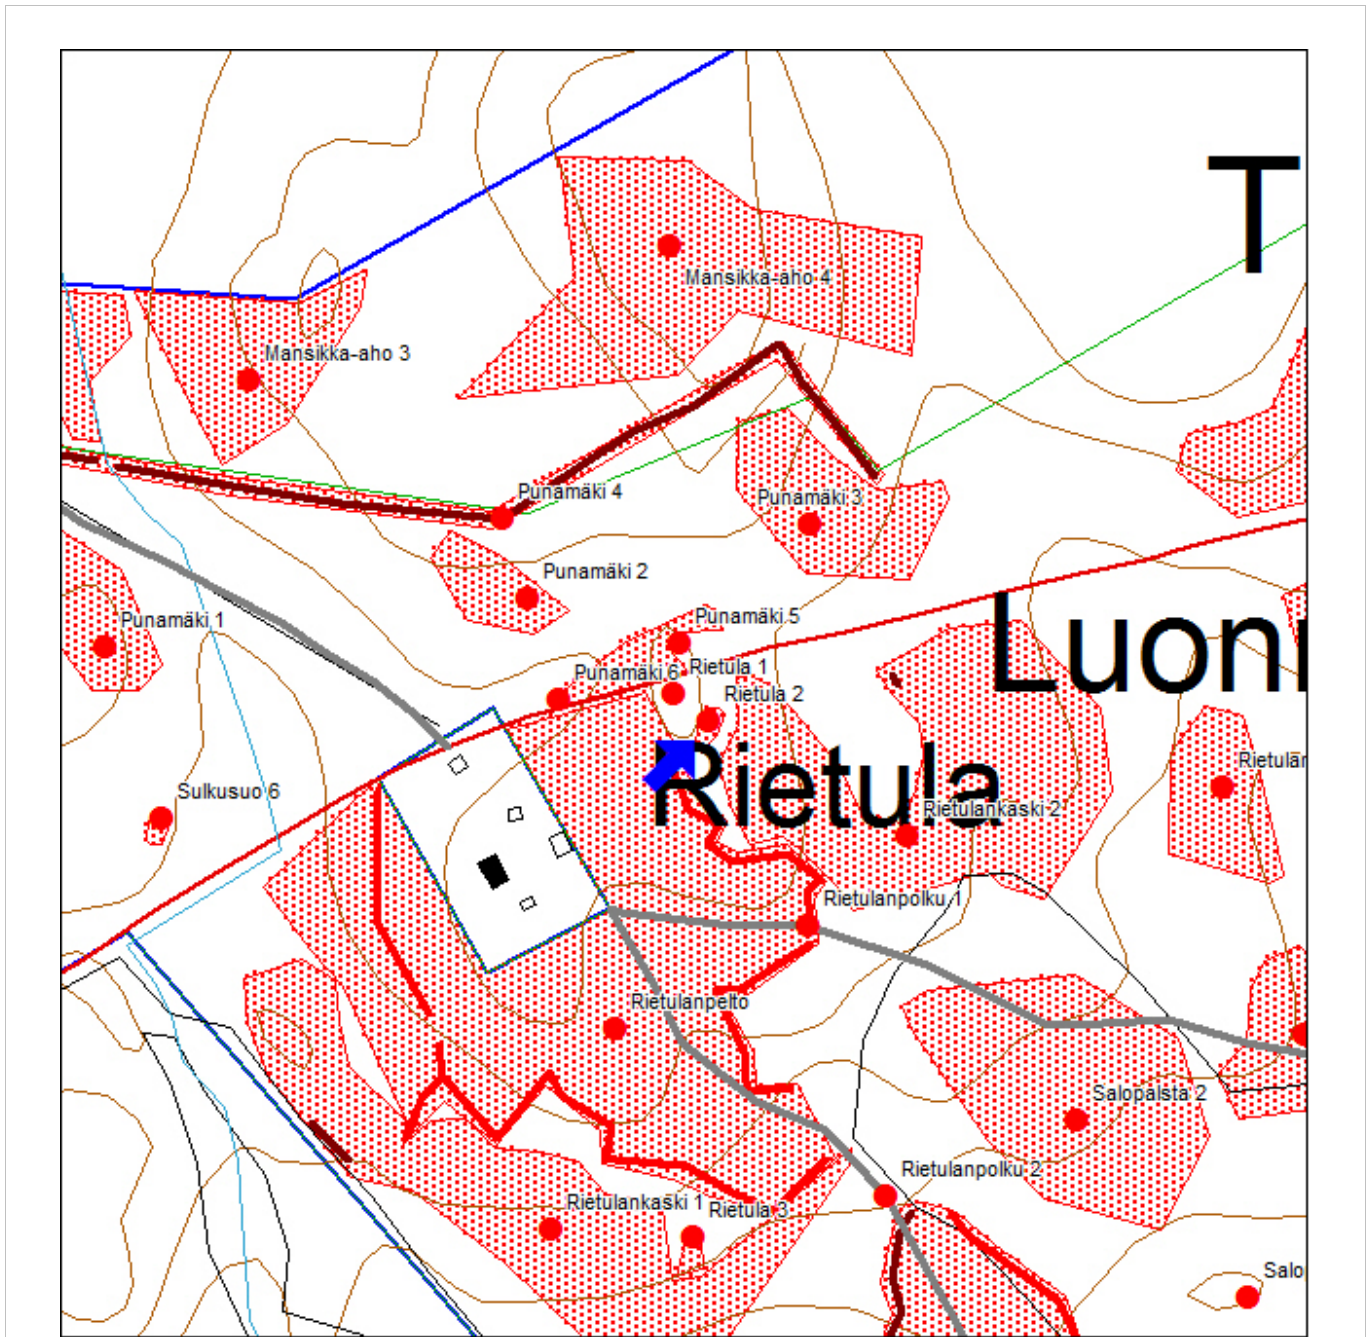 T
Mansikka-aho 4
Mansikka-aho 3
Punamäki 4
Punamäki 3
Punamäki 2
Punamäki 1
Punamäki 5
Luonn
Punamäki 6
Rietula 1
Rietula 2
Rietula
Rietulan
Sulkusuo 6
Rietulankaski 2
Rietulanpolku 1
Rietulanpelto
Salopalsta 2
Rietulanpolku 2
Rietulankaski 1
Rietula 3
Salo